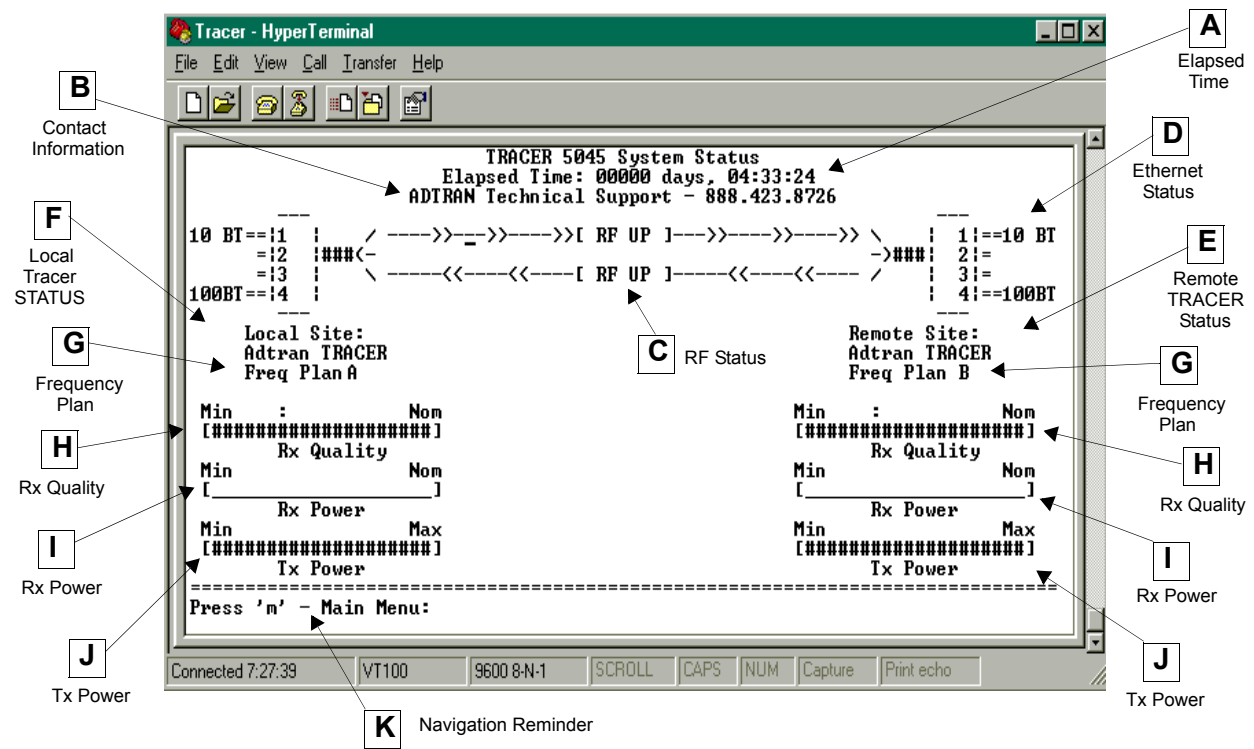 Tracer - HyperTerminal
File Edit View Call Transfer Help
A
Elapsed
Time
B
Contact
Information
D
Ethernet
Status
TRACER 5045 System Status
Elapsed Time: 00000 days, 04:33:24
ADTRAN Technical Support - 888.423.8726
F
Local
Tracer
STATUS
E
Remote
TRACER
Status
--- ---
10 BT==|1 | / ---->>-_-->>---->>[ RF UP ]---->>---->>---->> \ | 1|==10 BT
=|2 |###<- ->###| 2|=
=|3 | \ -----<<----<<----[ RF UP ]-----<<----<<---- / | 3|=
100BT==|4 | | 4|==100BT
--- ---
C
RF Status
Local Site: Remote Site:
Adtran TRACER Adtran TRACER
Freq Plan A Freq Plan B
G
Frequency
Plan
G
Frequency
Plan
Min : Nom Min : Nom
[####################] [####################]
Rx Quality Rx Quality
H
Rx Quality
H
Rx Quality
Min Nom Min Nom
[____________________] [____________________]
Rx Power Rx Power
I
Rx Power
I
Rx Power
Min Max Min Max
[####################] [####################]
Tx Power Tx Power
==============================================================================
Press 'm' - Main Menu:
J
Tx Power
J
Tx Power
Connected 7:27:39 VT100 9600 8-N-1 SCROLL CAPS NUM Capture Print echo
K
Navigation Reminder